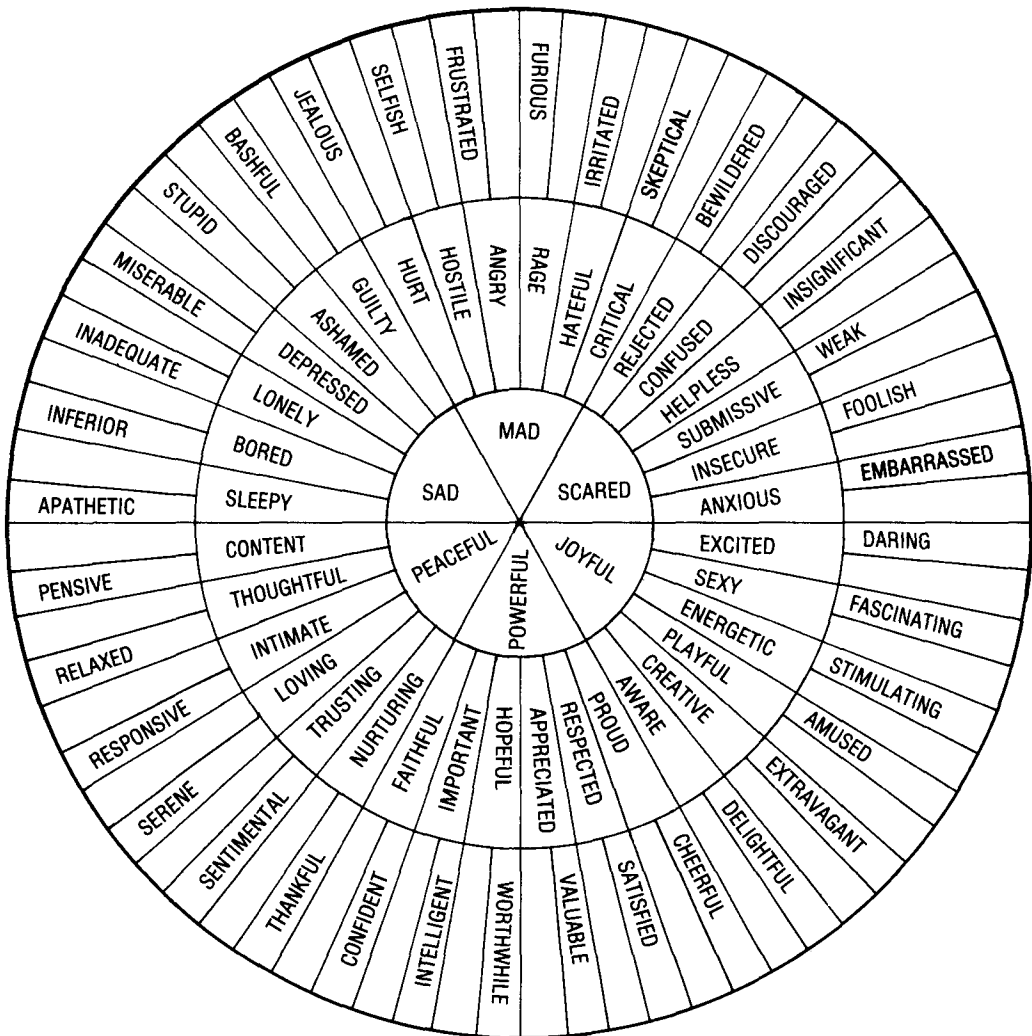 MAD
SCARED
JOYFUL
POWERFUL
PEACEFUL
SAD
RAGE
HATEFUL
CRITICAL
REJECTED
CONFUSED
HELPLESS
SUBMISSIVE
INSECURE
ANXIOUS
EXCITED
SEXY
ENERGETIC
PLAYFUL
CREATIVE
AWARE
PROUD
RESPECTED
APPRECIATED
HOPEFUL
IMPORTANT
FAITHFUL
NURTURING
TRUSTING
LOVING
INTIMATE
THOUGHTFUL
CONTENT
SLEEPY
BORED
LONELY
DEPRESSED
ASHAMED
GUILTY
HURT
HOSTILE
ANGRY
FURIOUS
IRRITATED
SKEPTICAL
BEWILDERED
DISCOURAGED
INSIGNIFICANT
WEAK
FOOLISH
EMBARRASSED
DARING
FASCINATING
STIMULATING
AMUSED
EXTRAVAGANT
DELIGHTFUL
CHEERFUL
SATISFIED
VALUABLE
WORTHWHILE
INTELLIGENT
CONFIDENT
THANKFUL
SENTIMENTAL
SERENE
RESPONSIVE
RELAXED
PENSIVE
APATHETIC
INFERIOR
INADEQUATE
MISERABLE
STUPID
BASHFUL
JEALOUS
SELFISH
FRUSTRATED